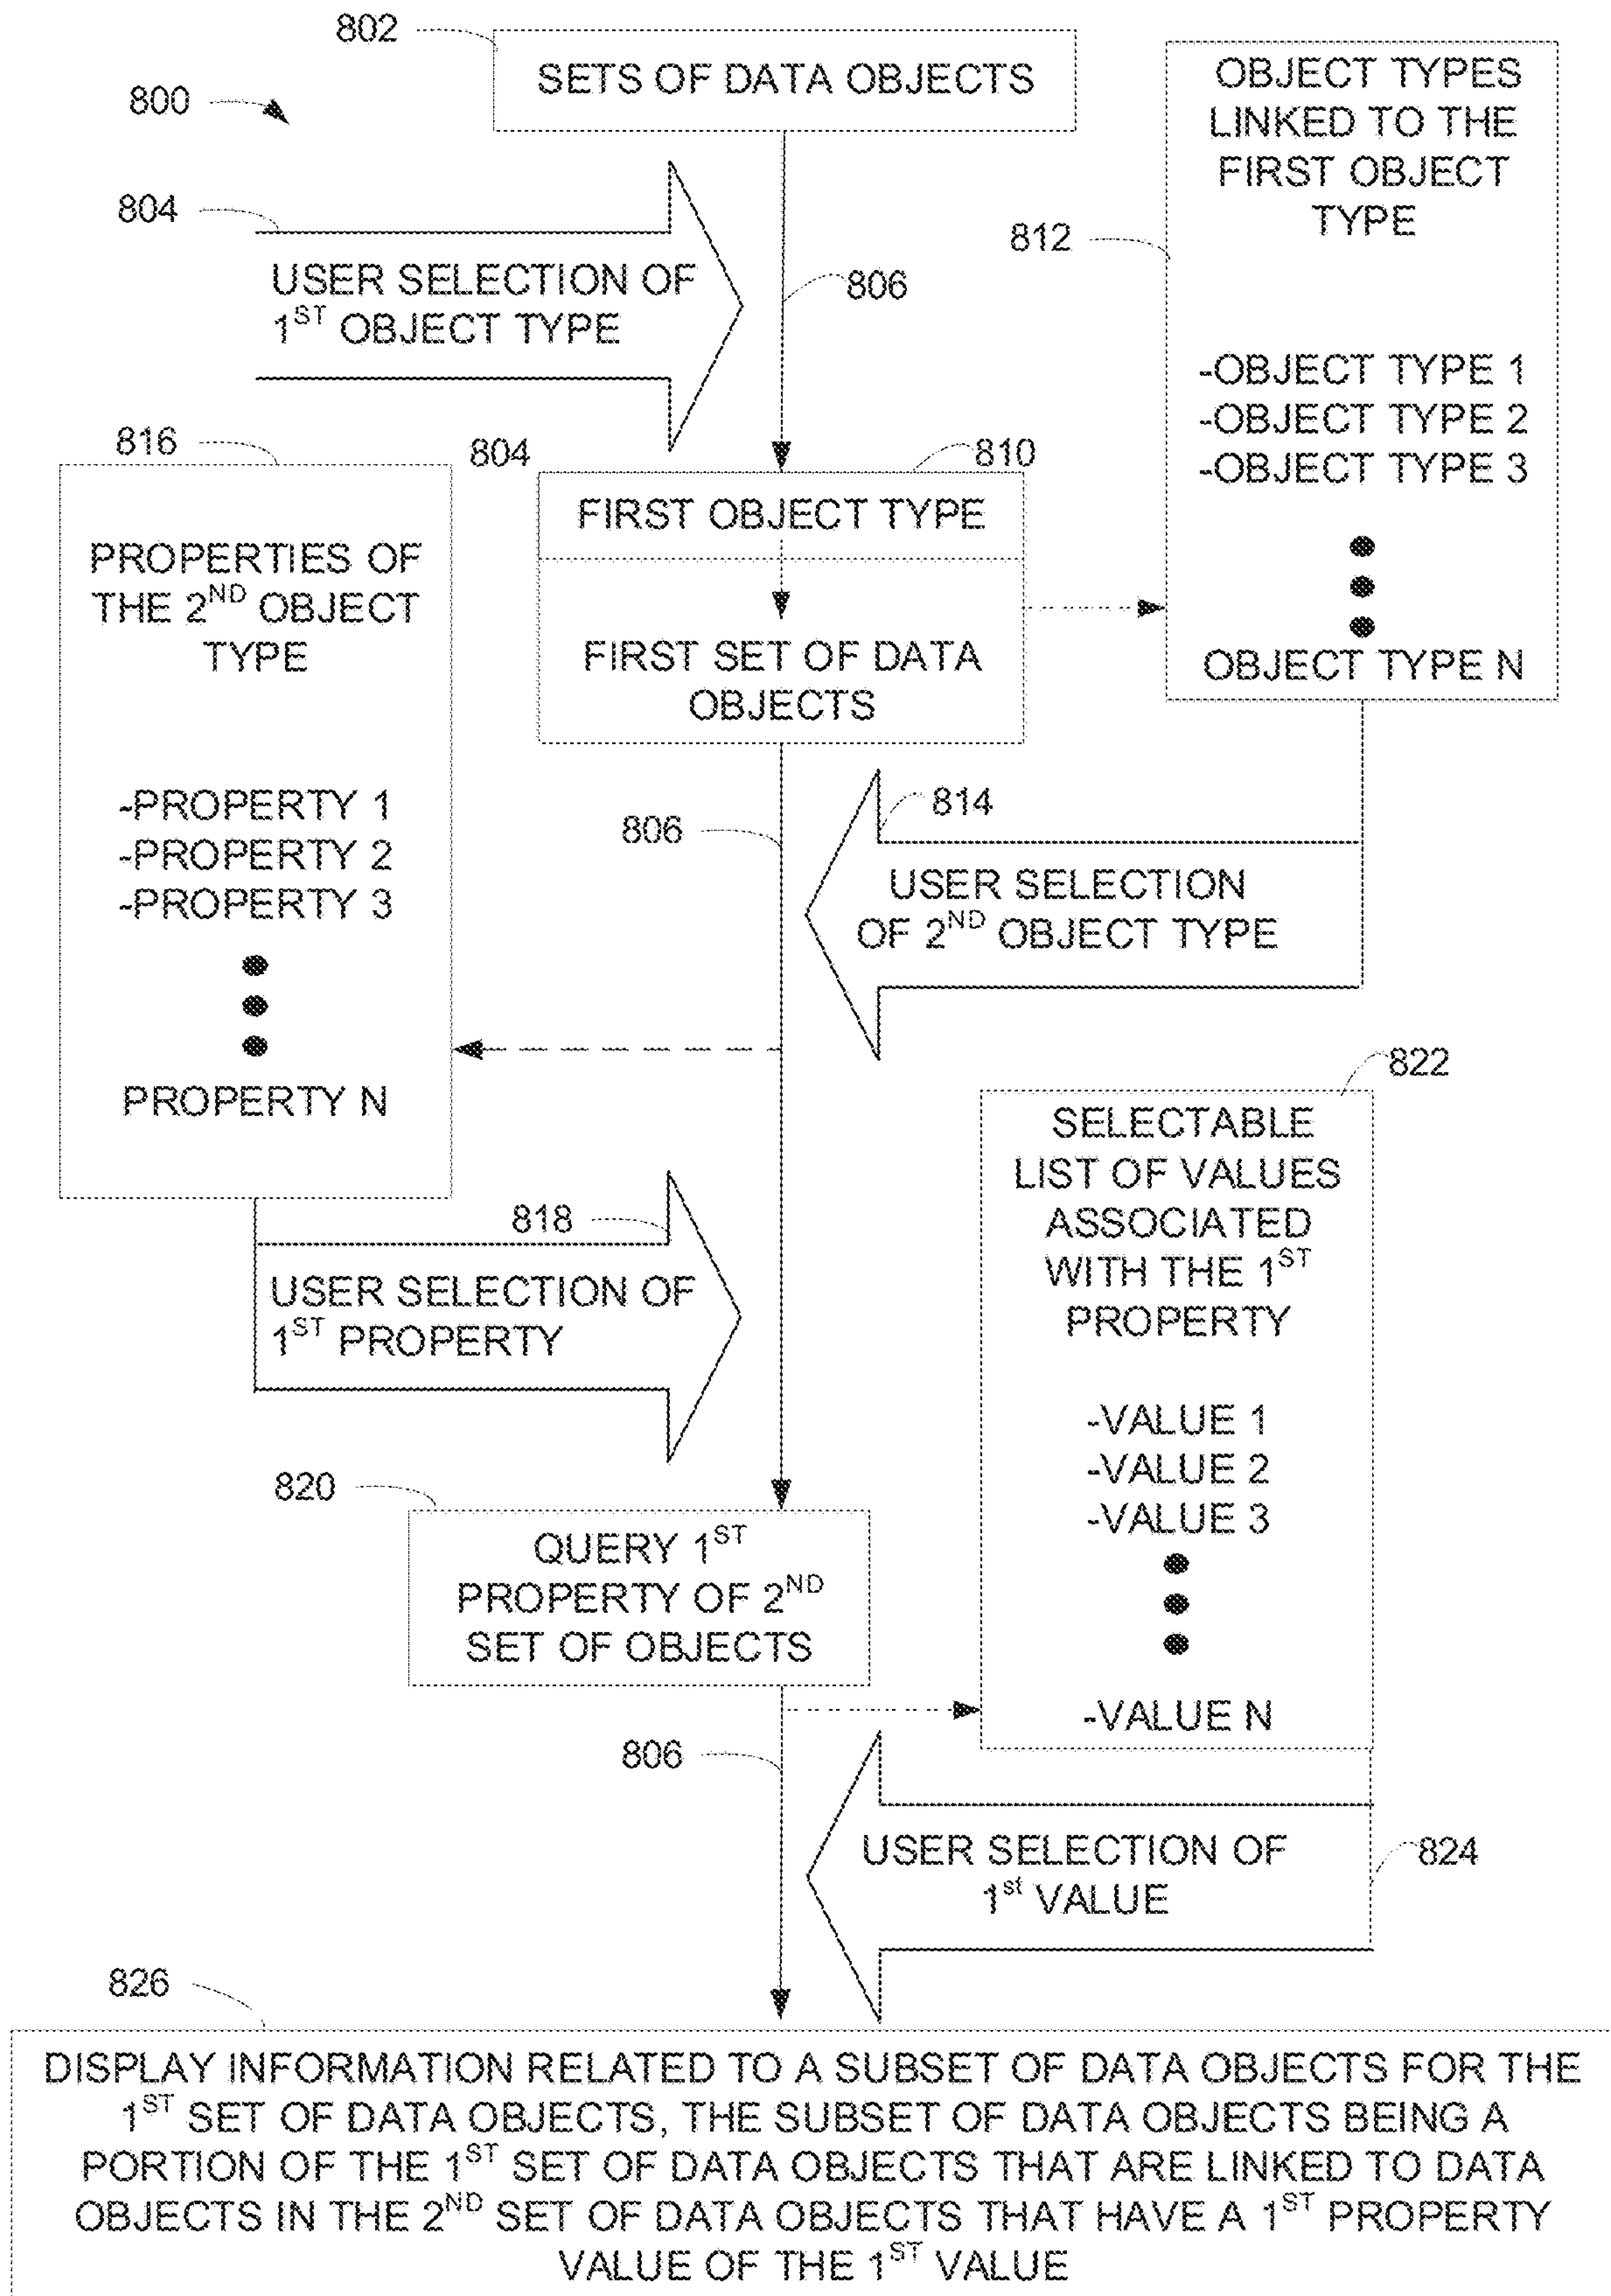 802
SETS OF DATA OBJECTS
800
OBJECT TYPES
LINKED TO THE
FIRST OBJECT
TYPE
812
-OBJECT TYPE 1
-OBJECT TYPE 2
-OBJECT TYPE 3
OBJECT TYPE N
804
USER SELECTION OF
1ST OBJECT TYPE
806
816
PROPERTIES OF
THE 2ND OBJECT
TYPE
-PROPERTY 1
-PROPERTY 2
-PROPERTY 3
PROPERTY N
804
810
FIRST OBJECT TYPE
FIRST SET OF DATA
OBJECTS
806
814
USER SELECTION
OF 2ND OBJECT TYPE
818
USER SELECTION OF
1ST PROPERTY
822
SELECTABLE
LIST OF VALUES
ASSOCIATED
WITH THE 1ST
PROPERTY
-VALUE 1
-VALUE 2
-VALUE 3
-VALUE N
820
QUERY 1ST
PROPERTY OF 2ND
SET OF OBJECTS
806
USER SELECTION OF
1st VALUE
824
826
DISPLAY INFORMATION RELATED TO A SUBSET OF DATA OBJECTS FOR THE
1ST SET OF DATA OBJECTS, THE SUBSET OF DATA OBJECTS BEING A
PORTION OF THE 1ST SET OF DATA OBJECTS THAT ARE LINKED TO DATA
OBJECTS IN THE 2ND SET OF DATA OBJECTS THAT HAVE A 1ST PROPERTY
VALUE OF THE 1ST VALUE